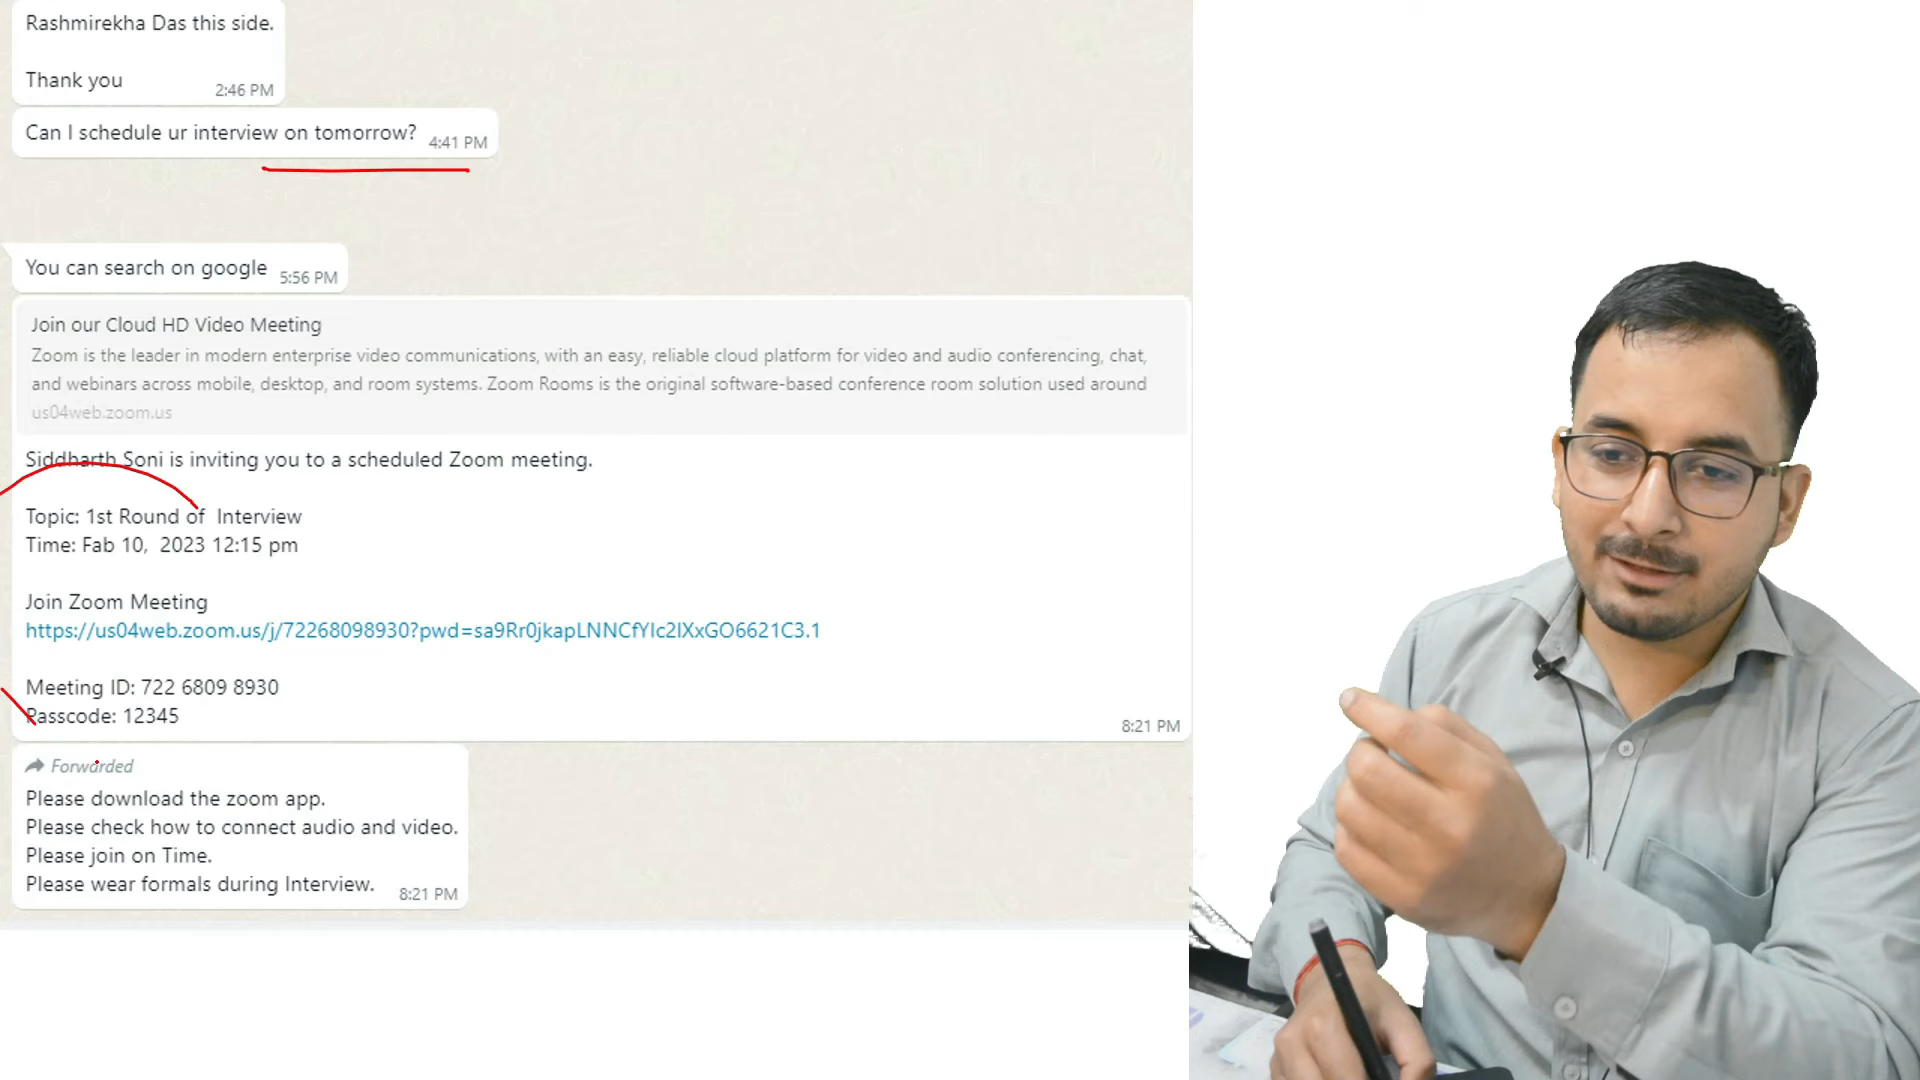 Rashmirekha Das this side.
Thank you
2:46 PM
Can I schedule ur interview on tomorrow?
4:41 PM
You can search on google
5:56 PM
Join our Cloud HD Video Meeting
Zoom is the leader in modern enterprise video communications, with an easy, reliable cloud platform for video and audio conferencing, chat,
and webinars across mobile, desktop, and room systems. Zoom Rooms is the original software-based conference room solution used around
us04web.zoom.us
Siddharth Soni is inviting you to a scheduled Zoom meeting.
Topic: 1st Round of  Interview
Time: Fab 10,  2023 12:15 pm
Join Zoom Meeting
https://us04web.zoom.us/j/72268098930?pwd=sa9Rr0jkapLNNCfYIc2IXxGO6621C3.1
Meeting ID: 722 6809 8930
Passcode: 12345
8:21 PM
Forwarded
Please download the zoom app.
Please check how to connect audio and video.
Please join on Time.
Please wear formals during Interview.
8:21 PM